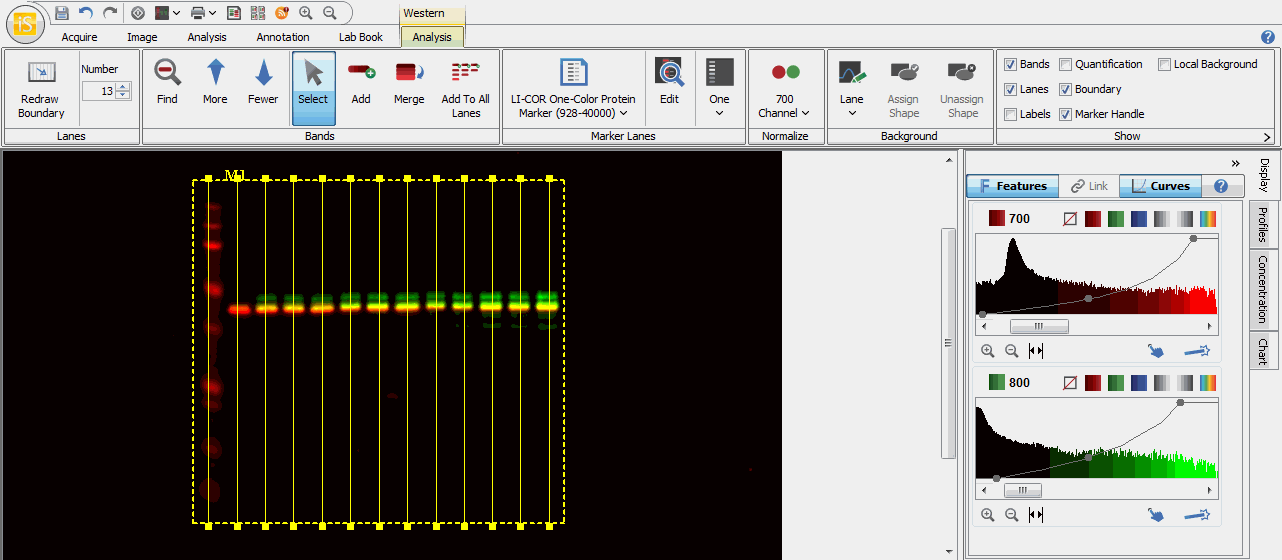 iS
Western
Acquire Image Analysis Annotation Lab Book Analysis
Number
13
Redraw
Boundary
Lanes
Find More Fewer Select Add Merge Add To All
Lanes
Bands
LI-COR One-Color Protein
Marker (928-40000)
Edit One
Marker Lanes
700
Channel
Normalize
Lane Assign
Shape
Unassign
Shape
Background
Bands Quantification Local Background
Lanes Boundary
Labels Marker Handle
Show
M1
Features Link Curves
700
800
Display
Profiles
Concentration
Chart